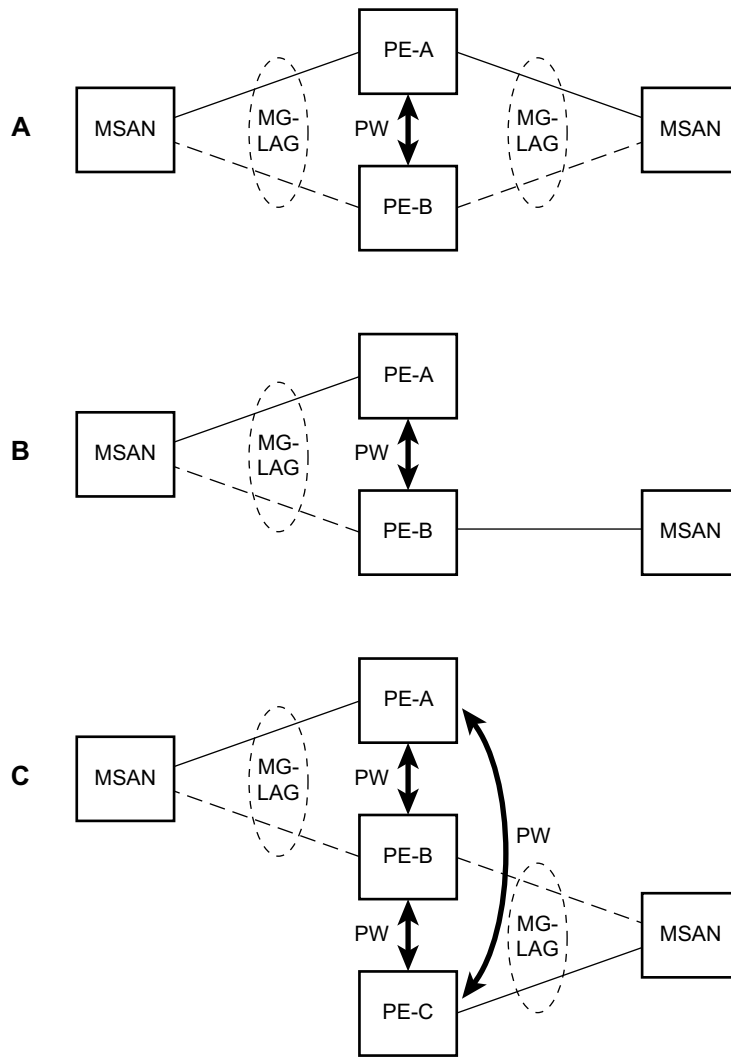 A
MSAN
MG-
LAG
PE-A
PW
PE-B
MG-
LAG
MSAN
B
MSAN
MG-
LAG
PE-A
PW
PE-B
MSAN
C
MSAN
MG-
LAG
PE-A
PW
PE-B
PW
PW
MG-
LAG
MSAN
PE-C